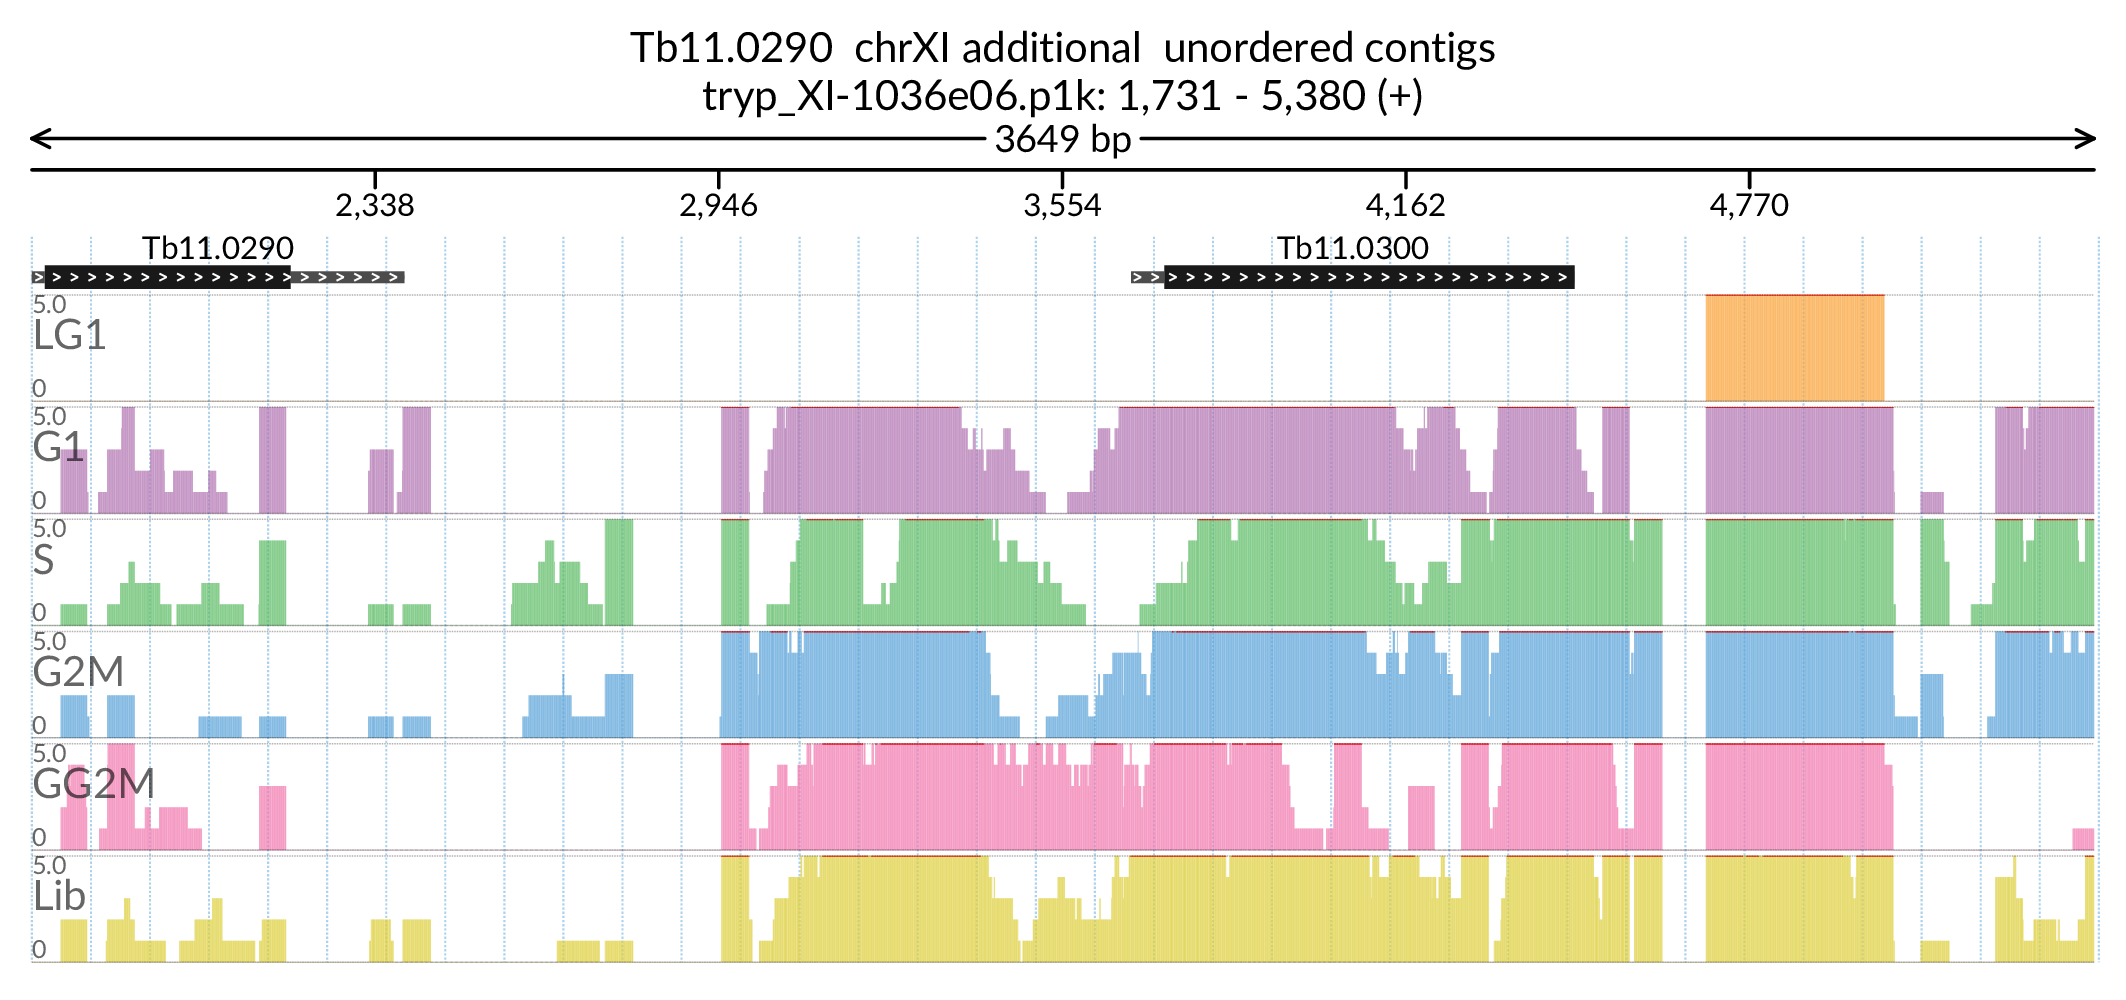 Tb11.0290 chrXI additional unordered contigs
tryp_XI-1036e06.p1k: 1,731 - 5,380 (+)
3649 bp
2,338 2,946 3,554 4,162 4,770
Tb11.0290 Tb11.0300
5.0
LG1
0
5.0
G1
0
5.0
S
0
5.0
G2M
0
5.0
GG2M
0
5.0
Lib
0